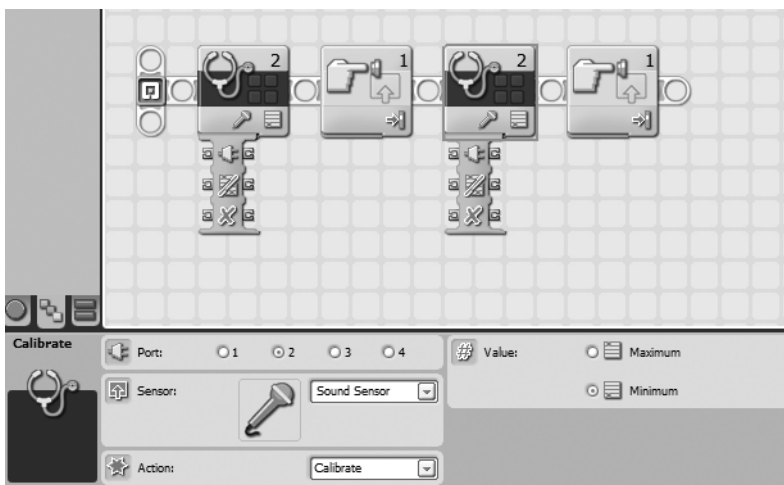 2 1 2 1
Calibrate
Port: 1 2 3 4
Value: Maximum
Minimum
Sensor: Sound Sensor
Action: Calibrate